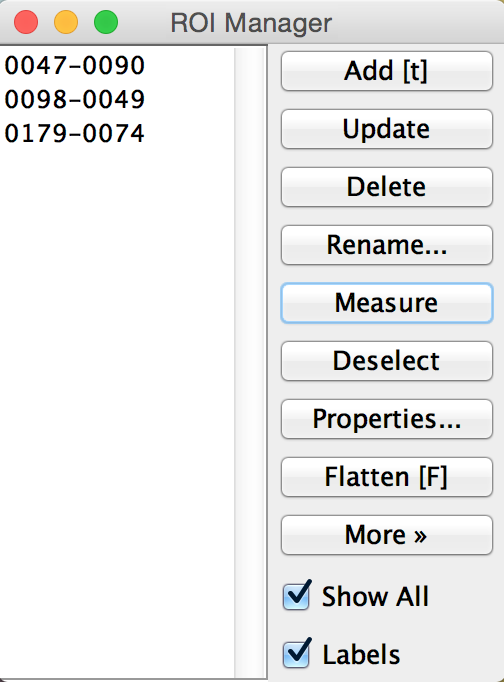 ROI Manager
0047-0090
0098-0049
0179-0074
Add [t]
Update
Delete
Rename...
Measure
Deselect
Properties...
Flatten [F]
More »
Show All
Labels